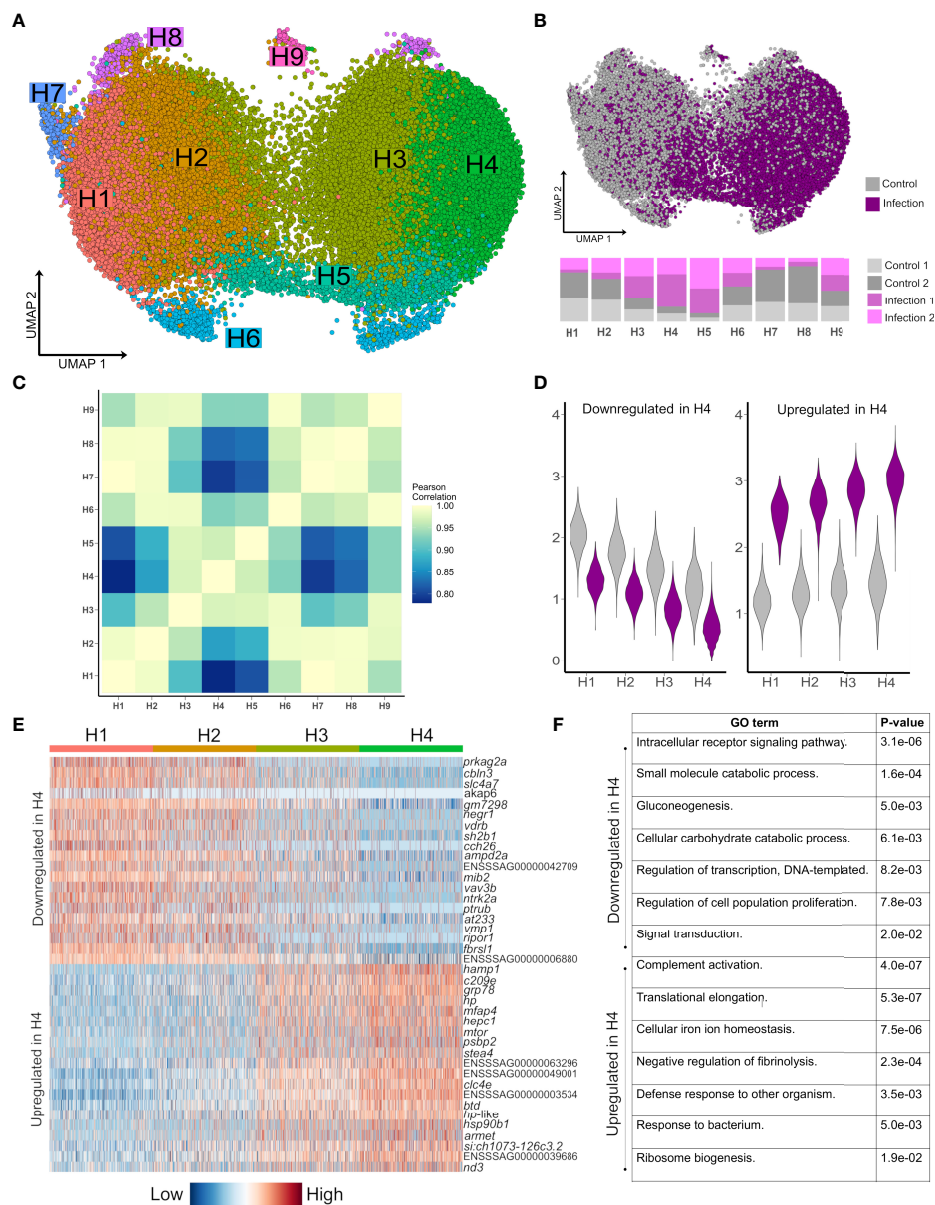 A
H8
H9
H7
H2
H3
H4
H1
H5
H6
UMAP 2
UMAP 1
B
UMAP 2
UMAP 1
Control
Infection
Control 1
Control 2
Infection 1
Infection 2
H1 H2 H3 H4 H5 H6 H7 H8 H9
C
H9
H8
H7
H6
H5
H4
H3
H2
H1
H1 H2 H3 H4 H5 H6 H7 H8 H9
Pearson
Correlation
1.00
0.95
0.90
0.85
0.80
D
Downregulated in H4
Upregulated in H4
4
3
2
1
0
H1 H2 H3 H4
4
3
2
1
H1 H2 H3 H4
E
H1 H2 H3 H4
Downregulated in H4
prkag2a
cbln3
slc4a7
akap6
gm7298
negr1
vdrb
sh2b1
cch26
ampd2a
ENSSSAG00000042709
mib2
vav3b
ntrk2a
ptrub
at233
vmp1
ripor1
fbrsl1
ENSSSAG00000006880
Upregulated in H4
hamp1
c209e
grp78
hp
mfap4
hepc1
mtor
psbp2
stea4
ENSSSAG00000063296
ENSSSAG00000049001
clc4e
ENSSSAG00000003534
btd
hp-like
hsp90b1
armet
si:ch1073-126c3.2
ENSSSAG00000039686
nd3
Low High
F
GO term P-value
Downregulated in H4
Intracellular receptor signaling pathway. 3.1e-06
Small molecule catabolic process. 1.6e-04
Gluconeogenesis. 5.0e-03
Cellular carbohydrate catabolic process. 6.1e-03
Regulation of transcription, DNA-templated. 8.2e-03
Regulation of cell population proliferation. 7.8e-03
Signal transduction. 2.0e-02
Upregulated in H4
Complement activation. 4.0e-07
Translational elongation. 5.3e-07
Cellular iron ion homeostasis. 7.5e-06
Negative regulation of fibrinolysis. 2.3e-04
Defense response to other organism. 3.5e-03
Response to bacterium. 5.0e-03
Ribosome biogenesis. 1.9e-02